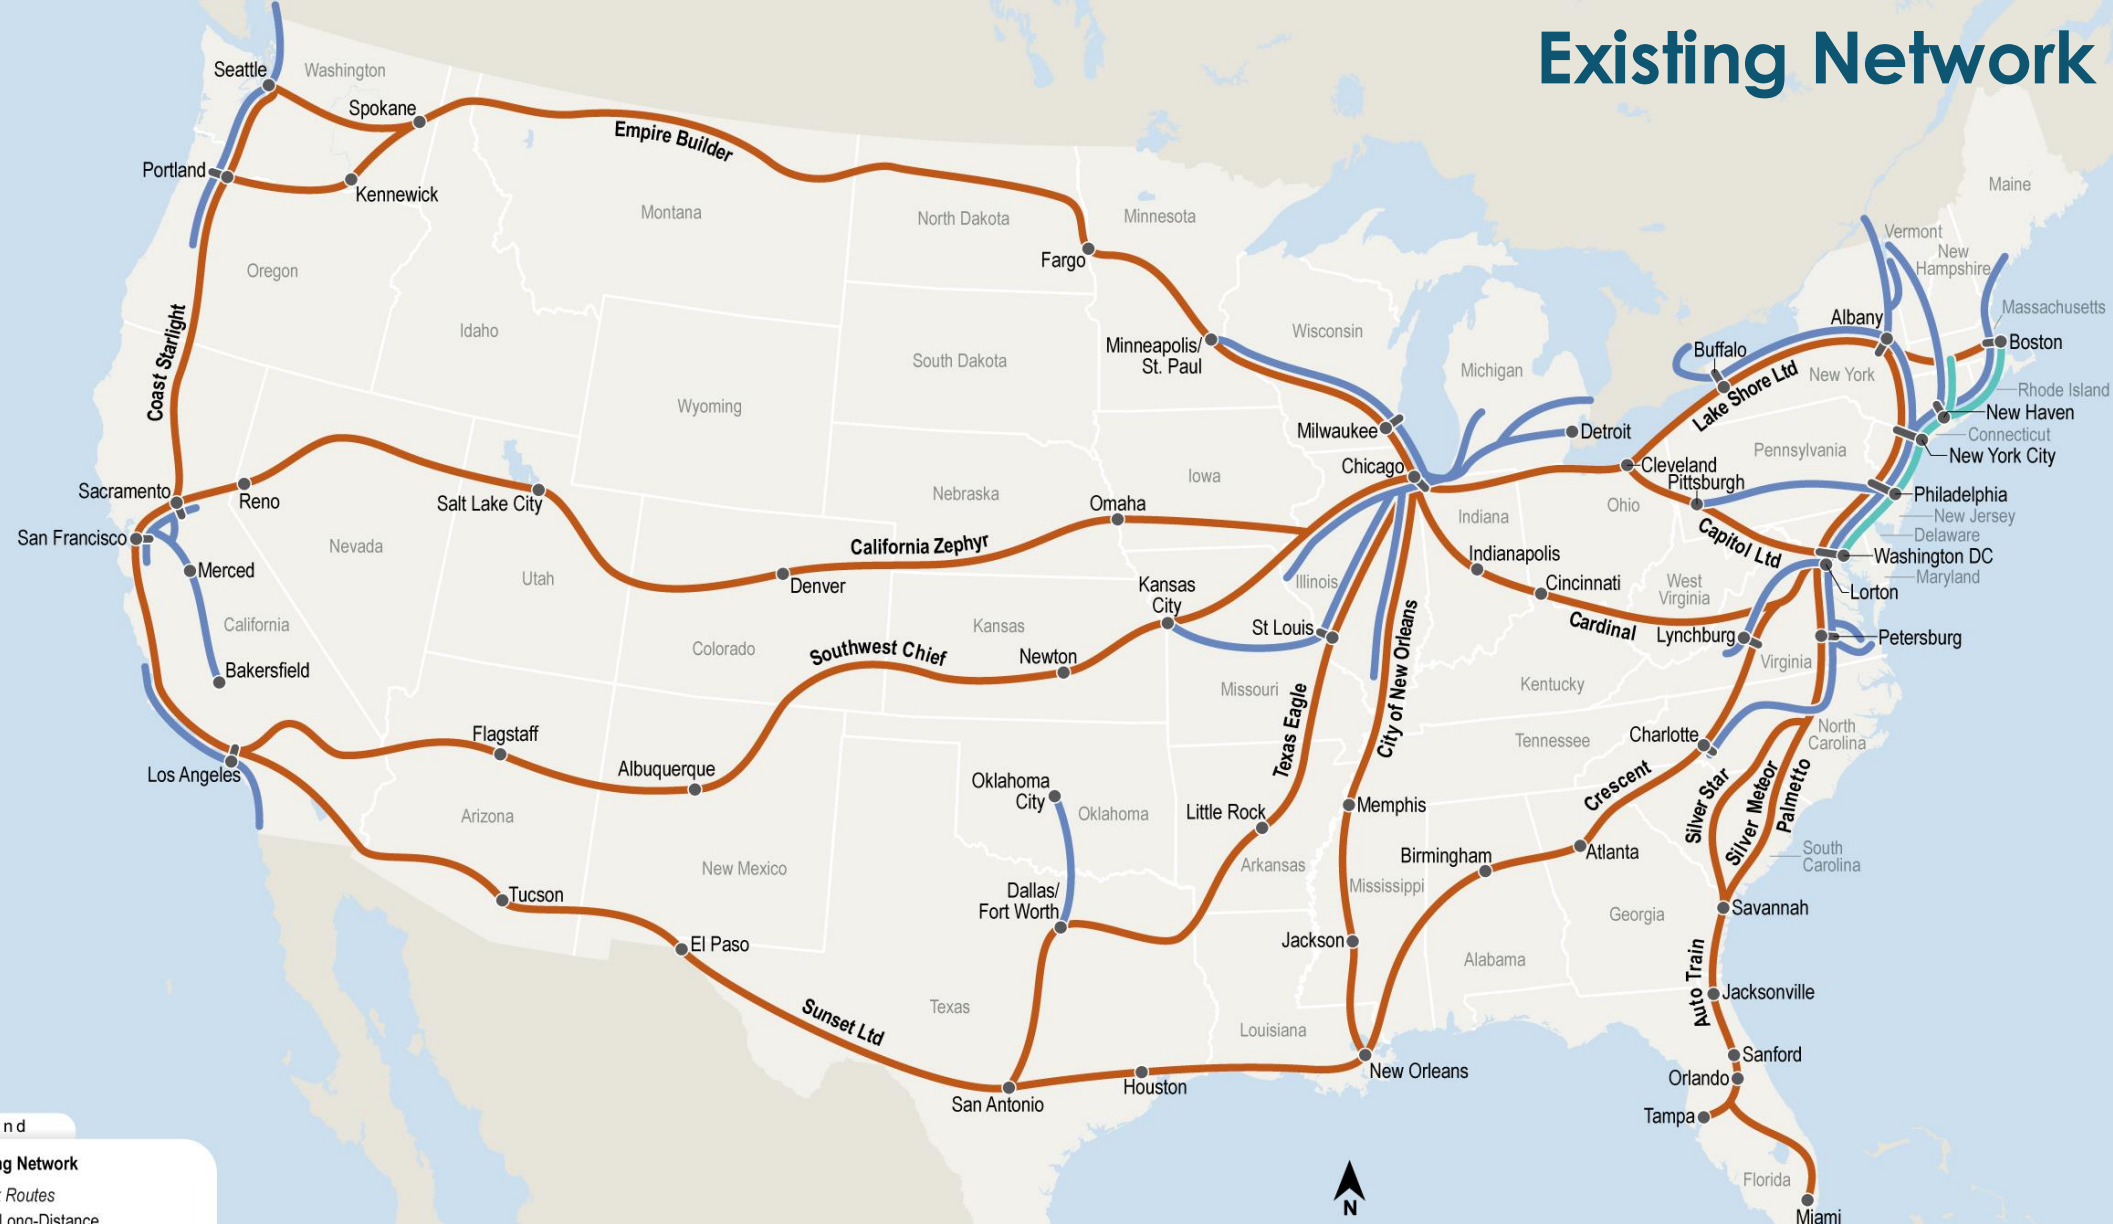 Existing Network
Seattle
Washington
Spokane
Portland
Kennewick
Empire Builder
Montana
North Dakota
Minnesota
Maine
Vermont
New
Hampshire
Fargo
Oregon
Idaho
Coast Starlight
South Dakota
Minneapolis/
St. Paul
Wisconsin
Michigan
Massachusetts
Albany
Boston
Buffalo
New York
Lake Shore Ltd
Rhode Island
Wyoming
New Haven
Connecticut
Milwaukee
Detroit
Pennsylvania
New York City
Chicago
Cleveland
Pittsburgh
Iowa
Sacramento
Reno
Salt Lake City
Nebraska
Omaha
Ohio
Philadelphia
New Jersey
Indiana
Delaware
San Francisco
Nevada
California Zephyr
Capitol Ltd
Washington DC
Indianapolis
Maryland
Merced
Utah
Denver
Kansas
City
Illinois
Cincinnati
West
Virginia
Lorton
California
Colorado
Kansas
St Louis
Cardinal
Lynchburg
Petersburg
Southwest Chief
Newton
Virginia
Bakersfield
Missouri
City of New Orleans
Kentucky
Texas Eagle
Flagstaff
Tennessee
Charlotte
North
Carolina
Los Angeles
Albuquerque
Oklahoma
City
Oklahoma
Crescent
Silver Star
Silver Meteor
Palmetto
Arizona
Little Rock
Memphis
New Mexico
Arkansas
Birmingham
Atlanta
South
Carolina
Mississippi
Tucson
Dallas/
Fort Worth
Georgia
Savannah
El Paso
Jackson
Alabama
Auto Train
Jacksonville
Texas
Sunset Ltd
Louisiana
Sanford
New Orleans
Orlando
Houston
San Antonio
Tampa
Florida
Miami
N
nd
ng Network
Routes
Long-Distance